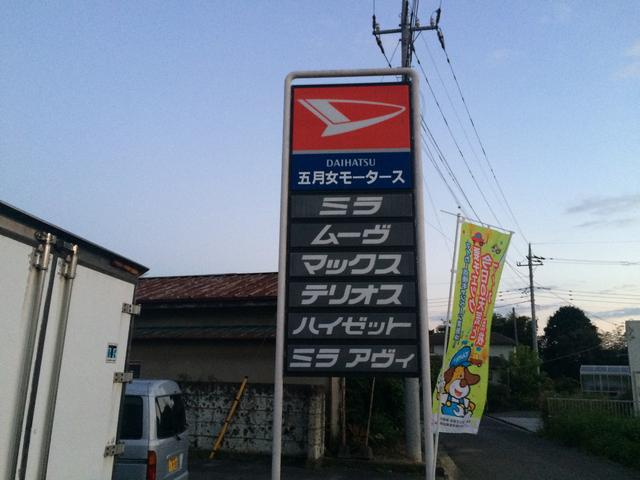 DAIHATSU
五月女モータース
ミラ
ムーヴ
マックス
テリオス
ハイゼット
ミラ アヴィ